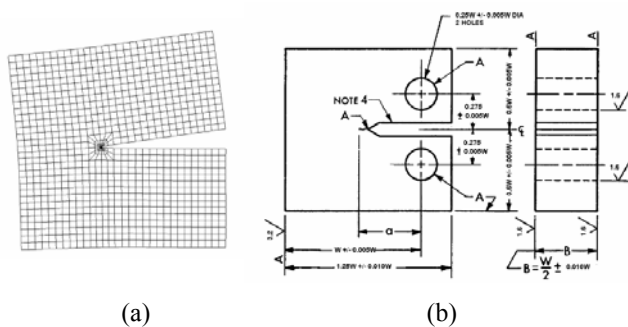 0.25W +/- 0.005W DIA
2 HOLES
A
NOTE 4
A
0.275
± 0.005W
0.275
± 0.005W
A
0.6W +/- 0.005W
0.6W +/- 0.005W
℄
A
A
1.6
1.6
3.2
a
W +/- 0.005W
1.25W +/- 0.010W
A
1.6
1.6
B
B = W/2 ± 0.010W
(a)
(b)